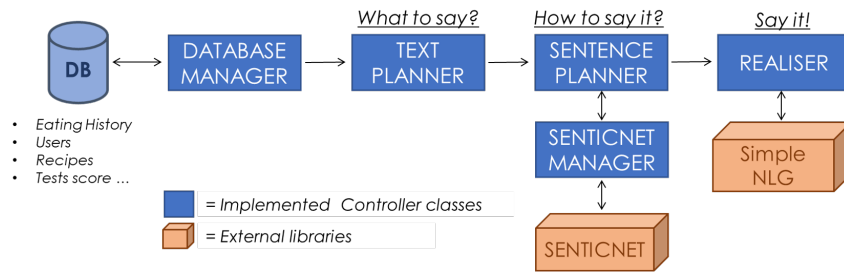 What to say?
How to say it?
Say it!
DB
DATABASE
MANAGER
TEXT
PLANNER
SENTENCE
PLANNER
REALISER
• Eating History
• Users
• Recipes
• Tests score ...
SENTICNET
MANAGER
Simple
NLG
= Implemented Controller classes
= External libraries
SENTICNET